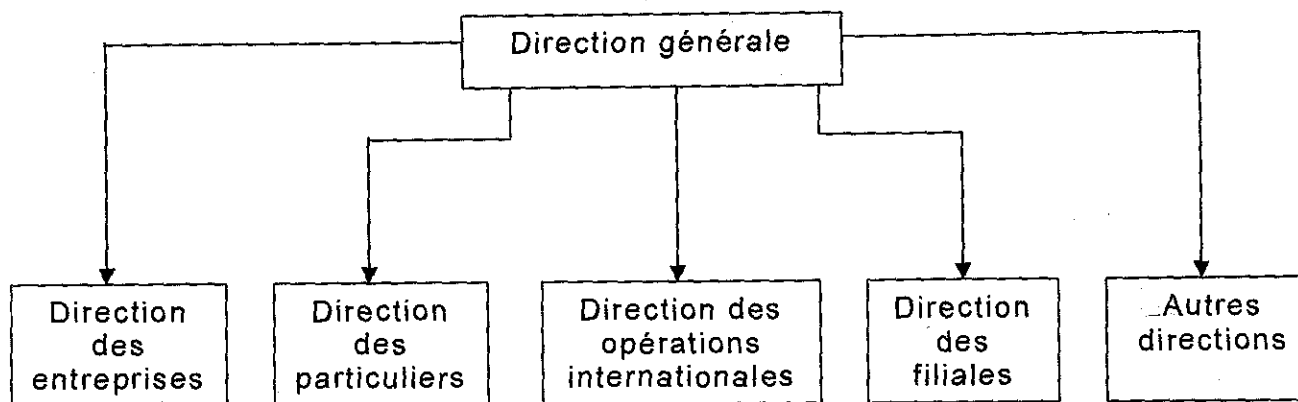 Direction générale
Direction
des
entreprises
Direction
des
particuliers
Direction des
opérations
internationales
Direction
des
filiales
Autres
directions